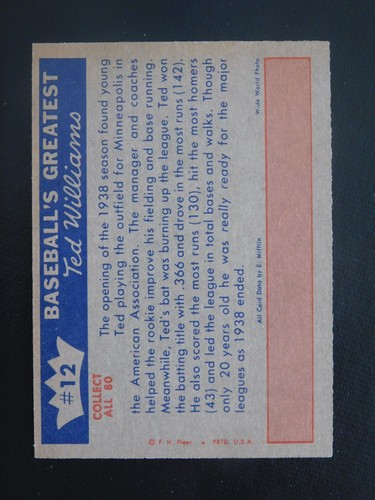 #12
BASEBALL'S GREATEST
Ted Williams
COLLECT
ALL 80
The opening of the 1938 season found young
Ted playing the outfield for Minneapolis in
the American Association. The manager and coaches
helped the rookie improve his fielding and base running.
Meanwhile, Ted's bat was burning up the league. Ted won
the batting title with .366 and drove in the most runs (142).
He also scored the most runs (130), hit the most homers
(43) and led the league in total bases and walks. Though
only 20 years old he was really ready for the major
leagues as 1938 ended.
© F. H. Fleer • PRTD. U.S.A.
All Card Data by E. Mifflin
Wide World Photo